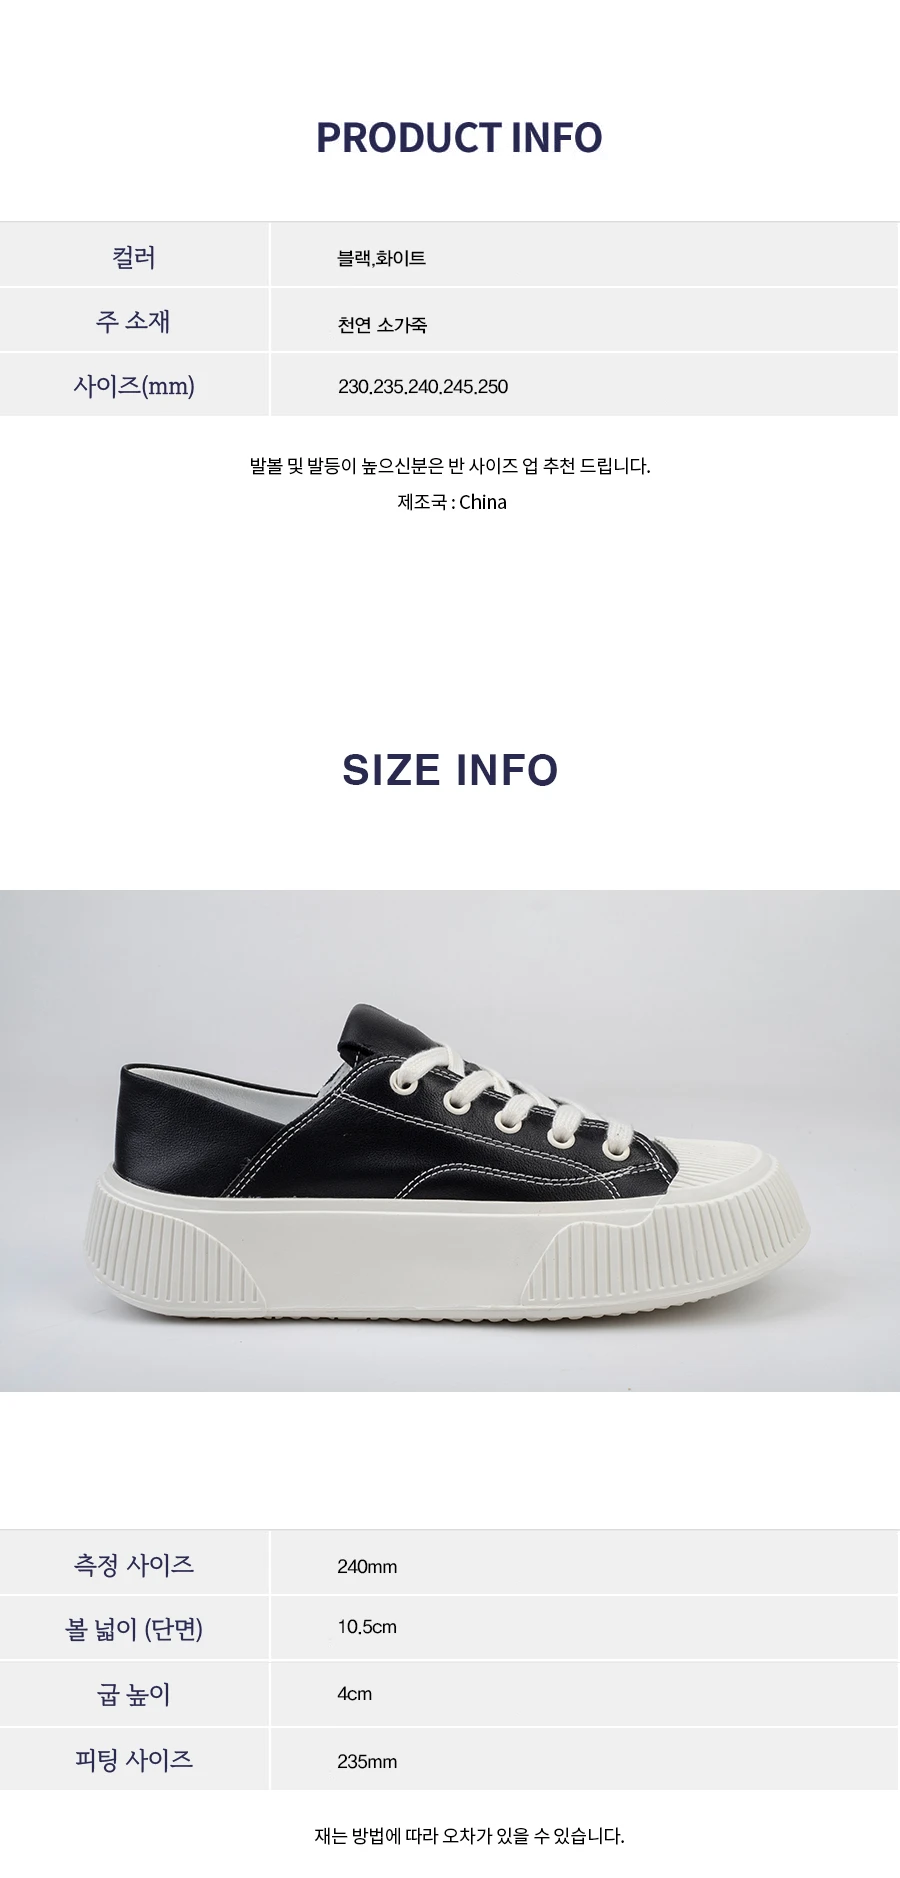 PRODUCT INFO
컬러 블랙,화이트
주 소재 천연 소가죽
사이즈(mm) 230.235.240.245.250
발볼 및 발등이 높으신분은 반 사이즈 업 추천 드립니다.
제조국 : China
SIZE INFO
측정 사이즈 240mm
볼 넓이 (단면) 10.5cm
굽 높이 4cm
피팅 사이즈 235mm
재는 방법에 따라 오차가 있을 수 있습니다.